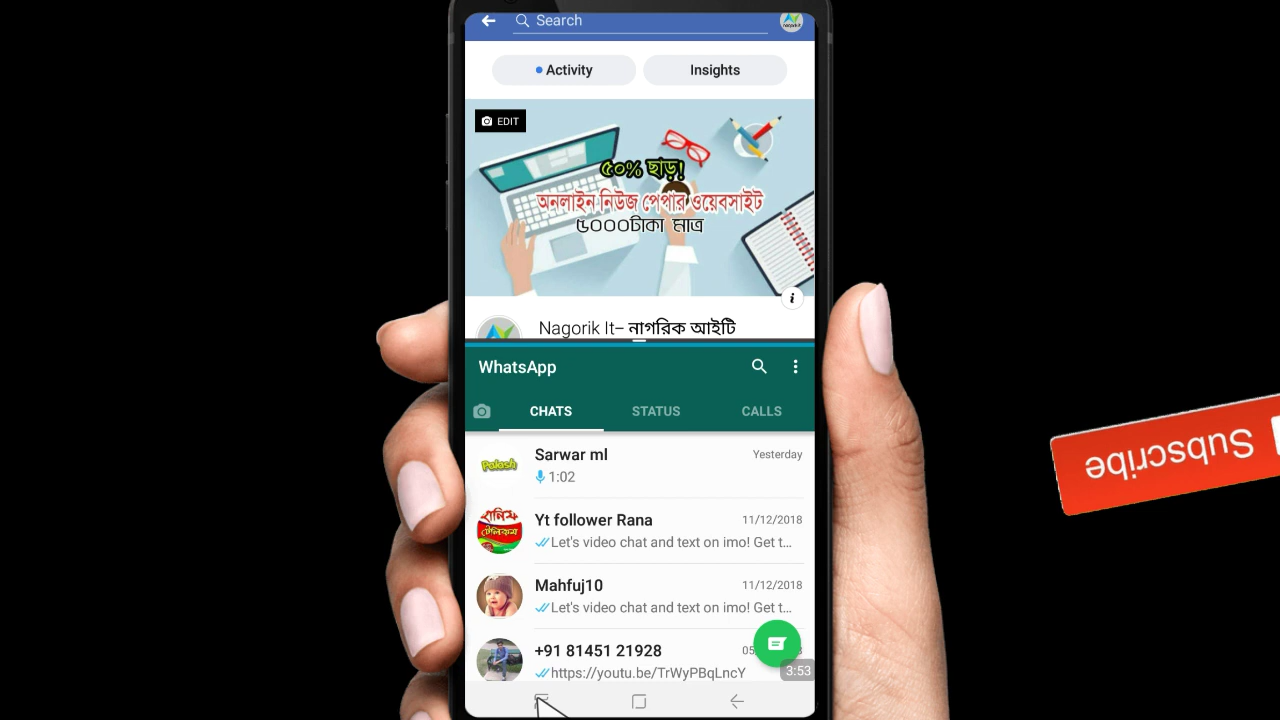 Search
Activity
Insights
EDIT
৫০% ছাড়!
অনলাইন নিউজ পেপার ওয়েবসাইট
৫০০০টাকা মাত্র
Nagorik It– নাগরিক আইটি
WhatsApp
CHATS
STATUS
CALLS
Sarwar ml
Yesterday
1:02
Yt follower Rana
11/12/2018
Let's video chat and text on imo! Get t...
Mahfuj10
11/12/2018
Let's video chat and text on imo! Get t...
+91 81451 21928
https://youtu.be/TrWyPBqLncY
3:53
Subscribe